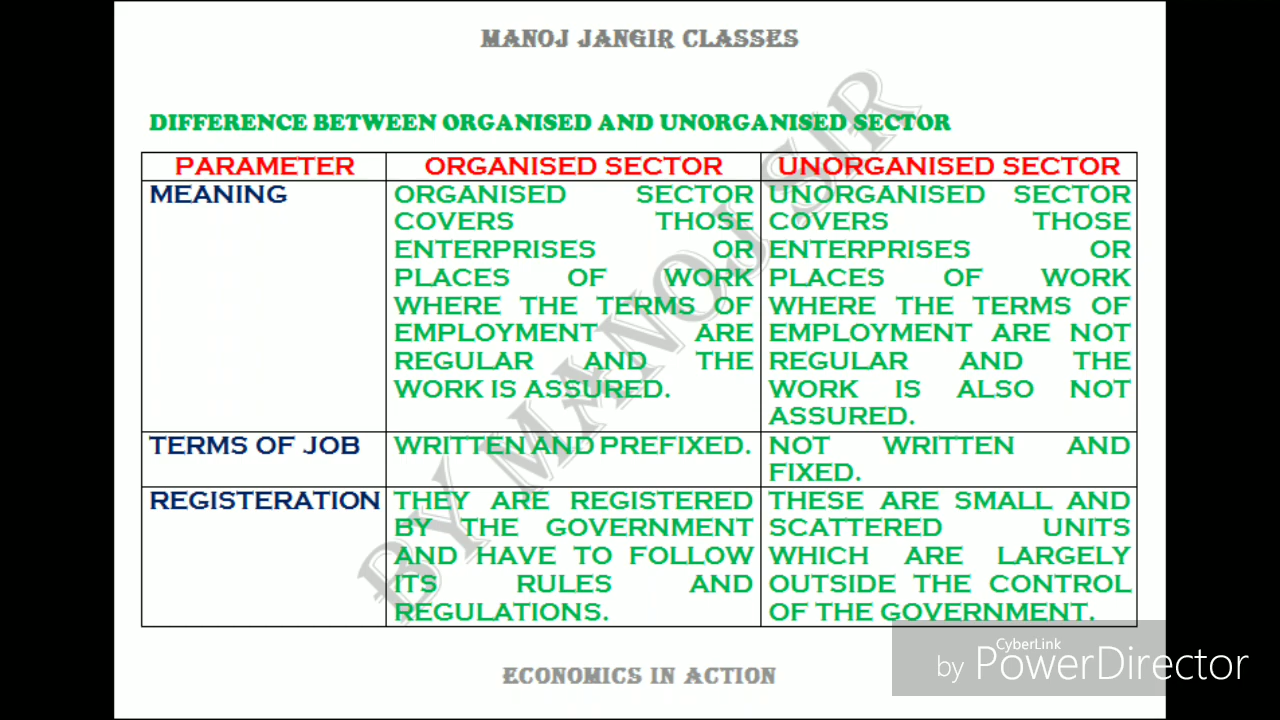 MANOJ JANGIR CLASSES
DIFFERENCE BETWEEN ORGANISED AND UNORGANISED SECTOR
PARAMETER ORGANISED SECTOR UNORGANISED SECTOR
MEANING
ORGANISED SECTOR
COVERS THOSE
ENTERPRISES OR
PLACES OF WORK
WHERE THE TERMS OF
EMPLOYMENT ARE
REGULAR AND THE
WORK IS ASSURED.
UNORGANISED SECTOR
COVERS THOSE
ENTERPRISES OR
PLACES OF WORK
WHERE THE TERMS OF
EMPLOYMENT ARE NOT
REGULAR AND THE
WORK IS ALSO NOT
ASSURED.
TERMS OF JOB
WRITTEN AND PREFIXED.
NOT WRITTEN AND
FIXED.
REGISTERATION
THEY ARE REGISTERED
BY THE GOVERNMENT
AND HAVE TO FOLLOW
ITS RULES AND
REGULATIONS.
THESE ARE SMALL AND
SCATTERED UNITS
WHICH ARE LARGELY
OUTSIDE THE CONTROL
OF THE GOVERNMENT.
BY MANOJ SIR
ECONOMICS IN ACTION
CyberLink
by PowerDirector